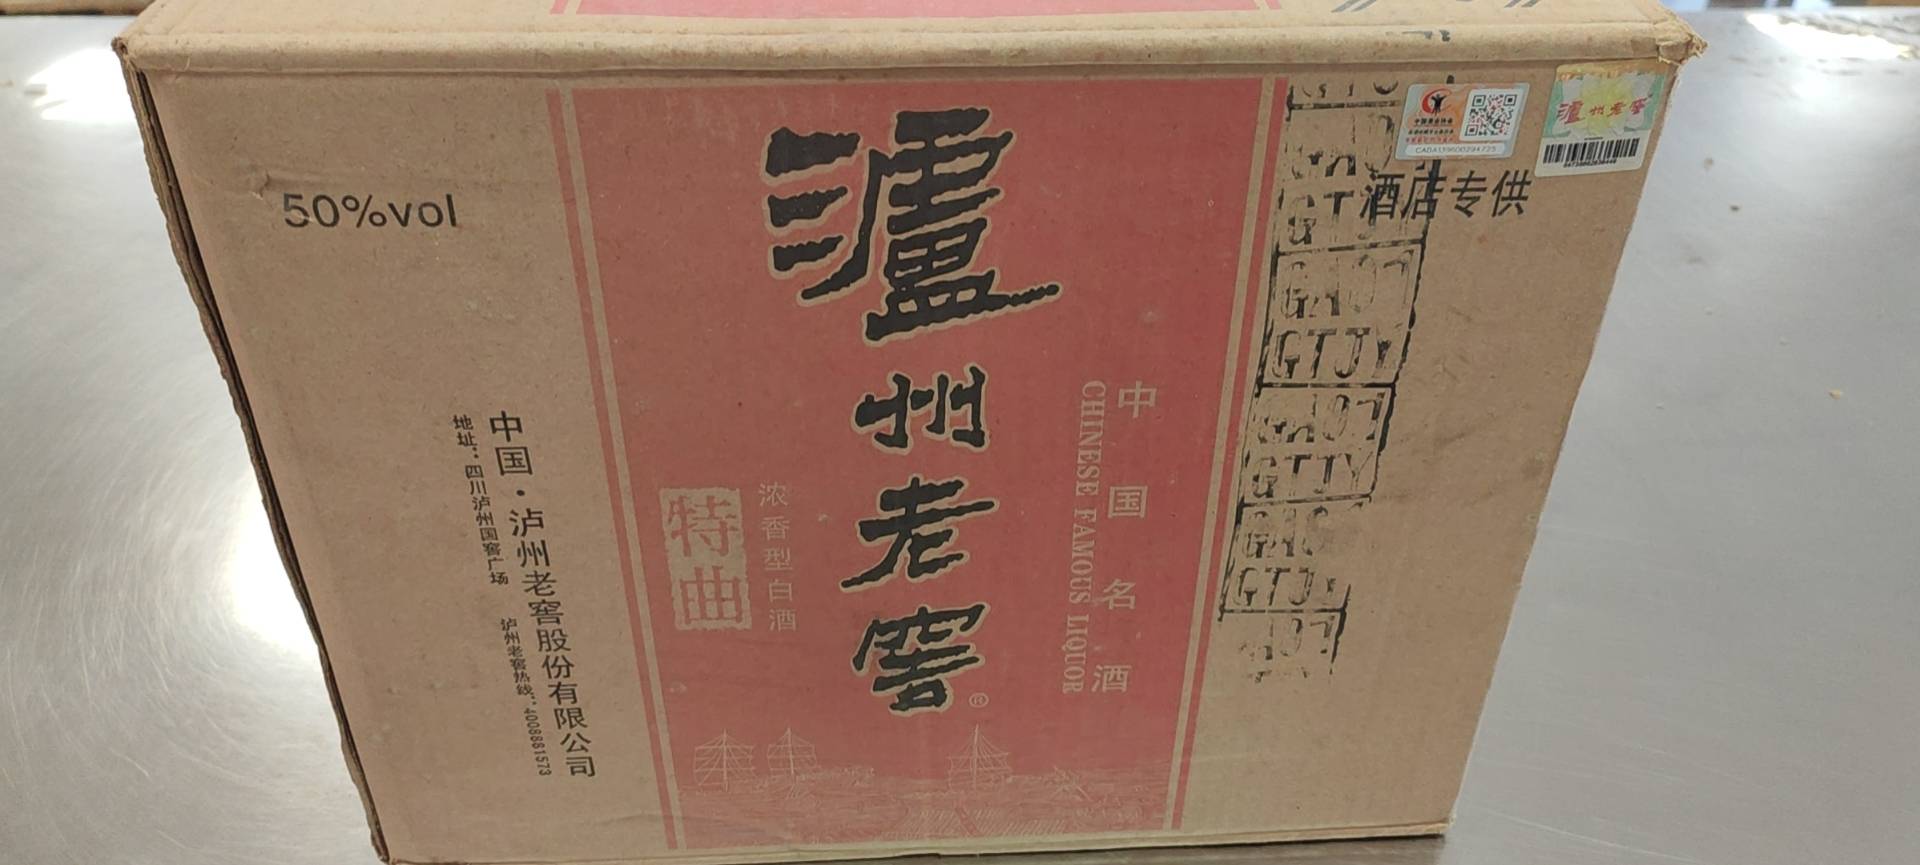 50%vol
瀘州老窖
®
特曲
浓香型白酒
中国名酒
CHINESE FAMOUS LIQUOR
中国·泸州老窖股份有限公司
地址：四川泸州国窖广场
泸州老窖热线：4008881573
酒店专供
瀘州老窖
GTJY
GTJY